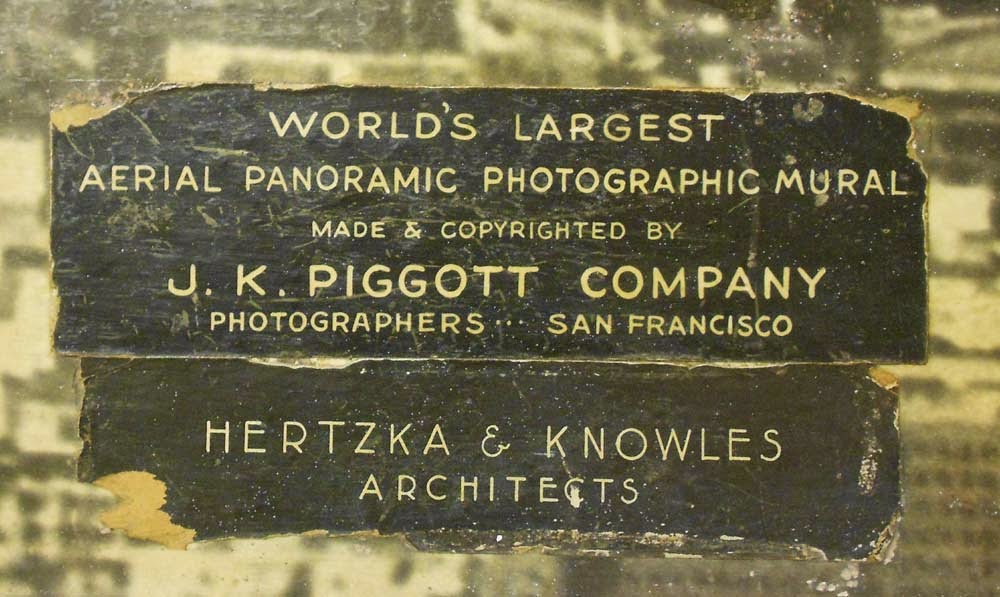 WORLD'S LARGEST
AERIAL PANORAMIC PHOTOGRAPHIC MURAL
MADE & COPYRIGHTED BY
J. K. PIGGOTT COMPANY
PHOTOGRAPHERS ... SAN FRANCISCO
HERTZKA & KNOWLES
ARCHITECTS